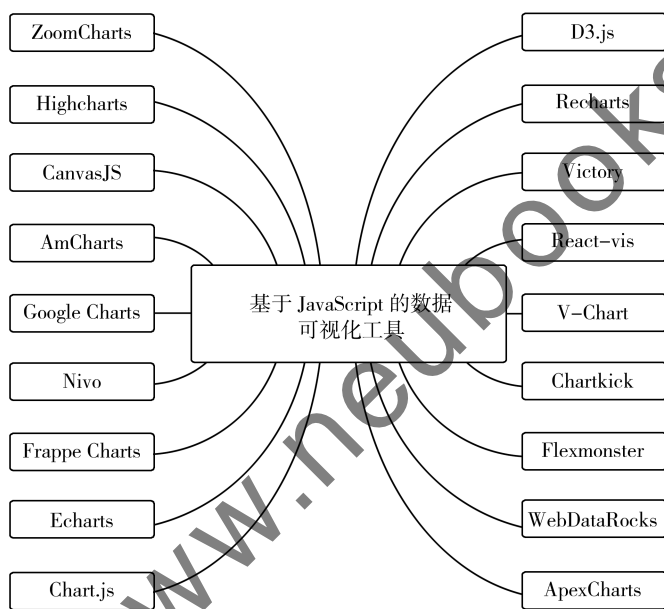 ZoomCharts
Highcharts
CanvasJS
AmCharts
Google Charts
Nivo
Frappe Charts
Echarts
Chart.js
基于 JavaScript 的数据
可视化工具
D3.js
Recharts
Victory
React-vis
V-Chart
Chartkick
Flexmonster
WebDataRocks
ApexCharts
ww.neubooks